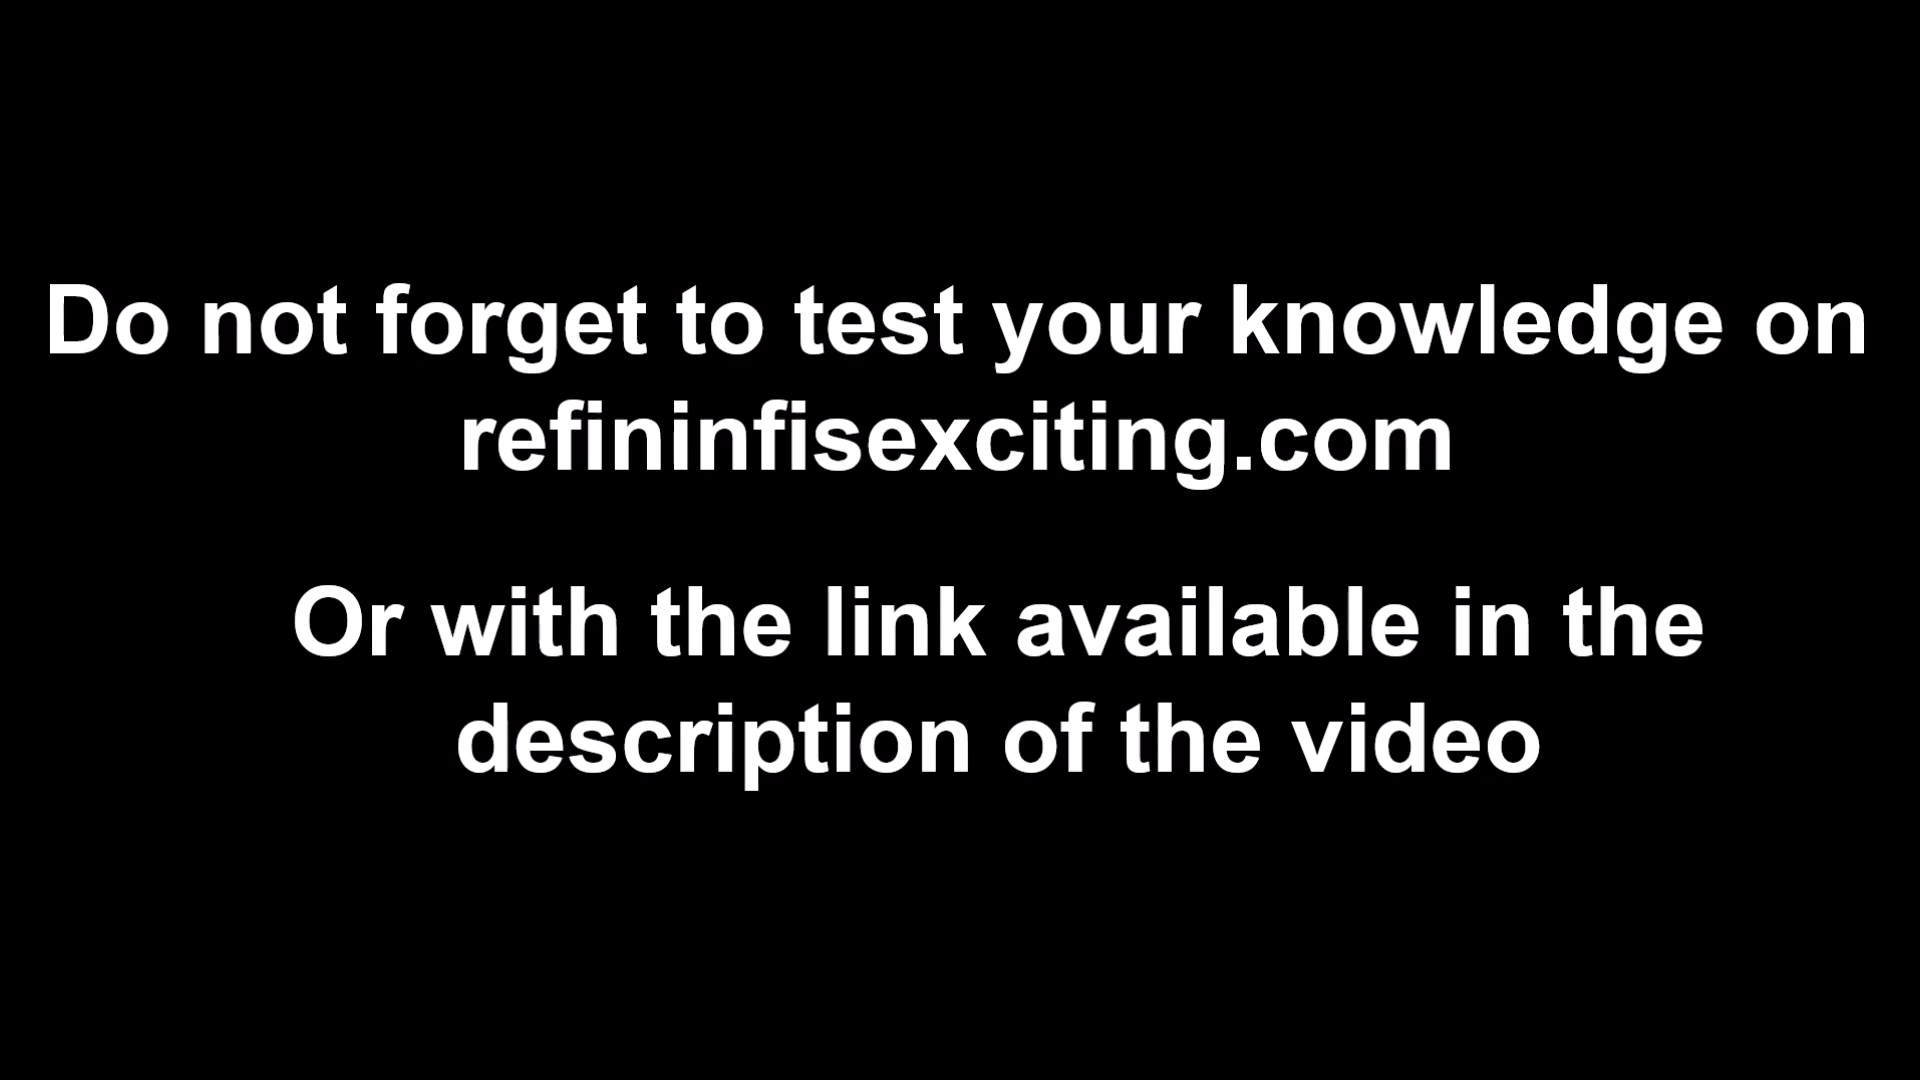 Do not forget to test your knowledge on
refininfisexciting.com
Or with the link available in the
description of the video